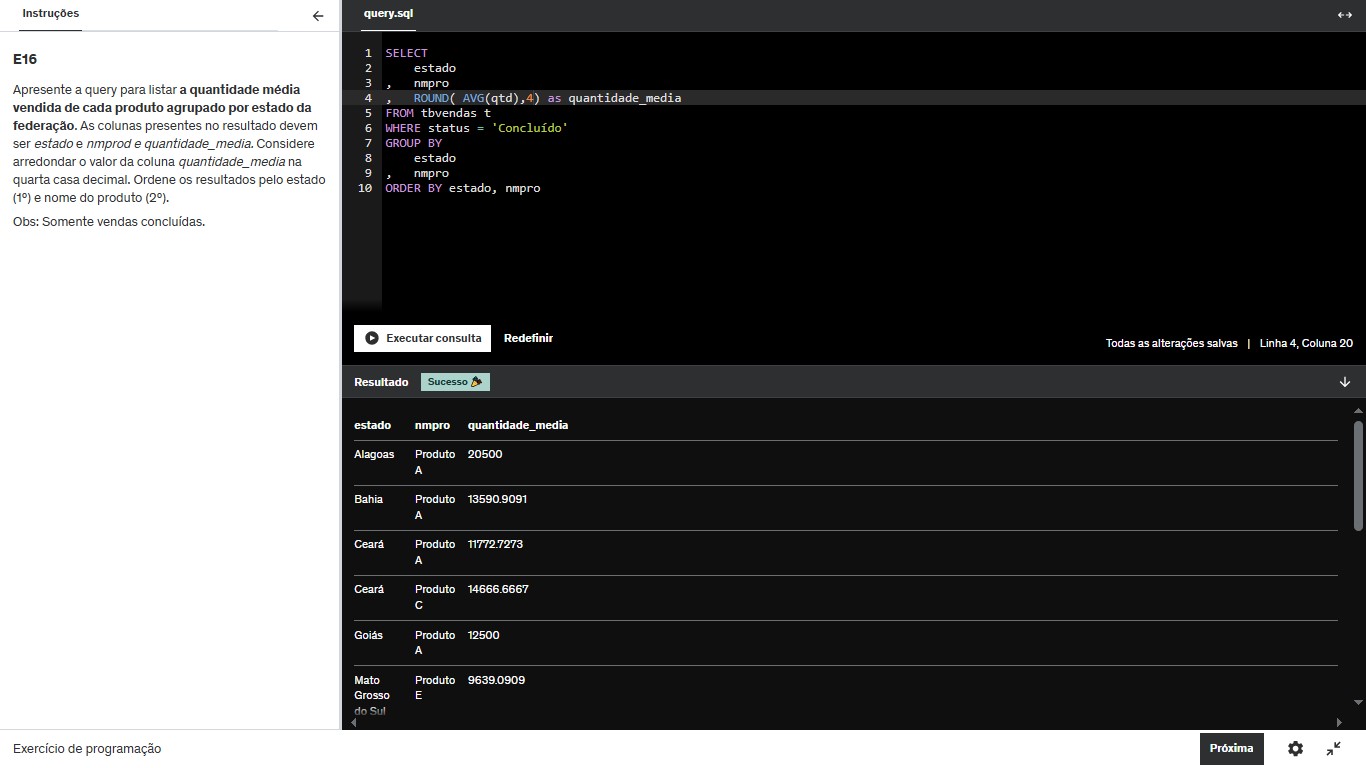 Instruções
E16
Apresente a query para listar a quantidade média
vendida de cada produto agrupado por estado da
federação. As colunas presentes no resultado devem
ser estado e nmprod e quantidade_media. Considere
arredondar o valor da coluna quantidade_media na
quarta casa decimal. Ordene os resultados pelo estado
(1º) e nome do produto (2º).
Obs: Somente vendas concluídas.
query.sql
1 SELECT
2 estado
3 , nmpro
4 , ROUND( AVG(qtd),4) as quantidade_media
5 FROM tbvendas t
6 WHERE status = 'Concluído'
7 GROUP BY
8 estado
9 , nmpro
10 ORDER BY estado, nmpro
Executar consulta Redefinir
Todas as alterações salvas | Linha 4, Coluna 20
Resultado Sucesso
estado nmpro quantidade_media
Alagoas Produto 20500
A
Bahia Produto 13590.9091
A
Ceará Produto 11772.7273
A
Ceará Produto 14666.6667
C
Goiás Produto 12500
A
Mato Produto 9639.0909
Grosso E
do Sul
Exercício de programação
Próxima